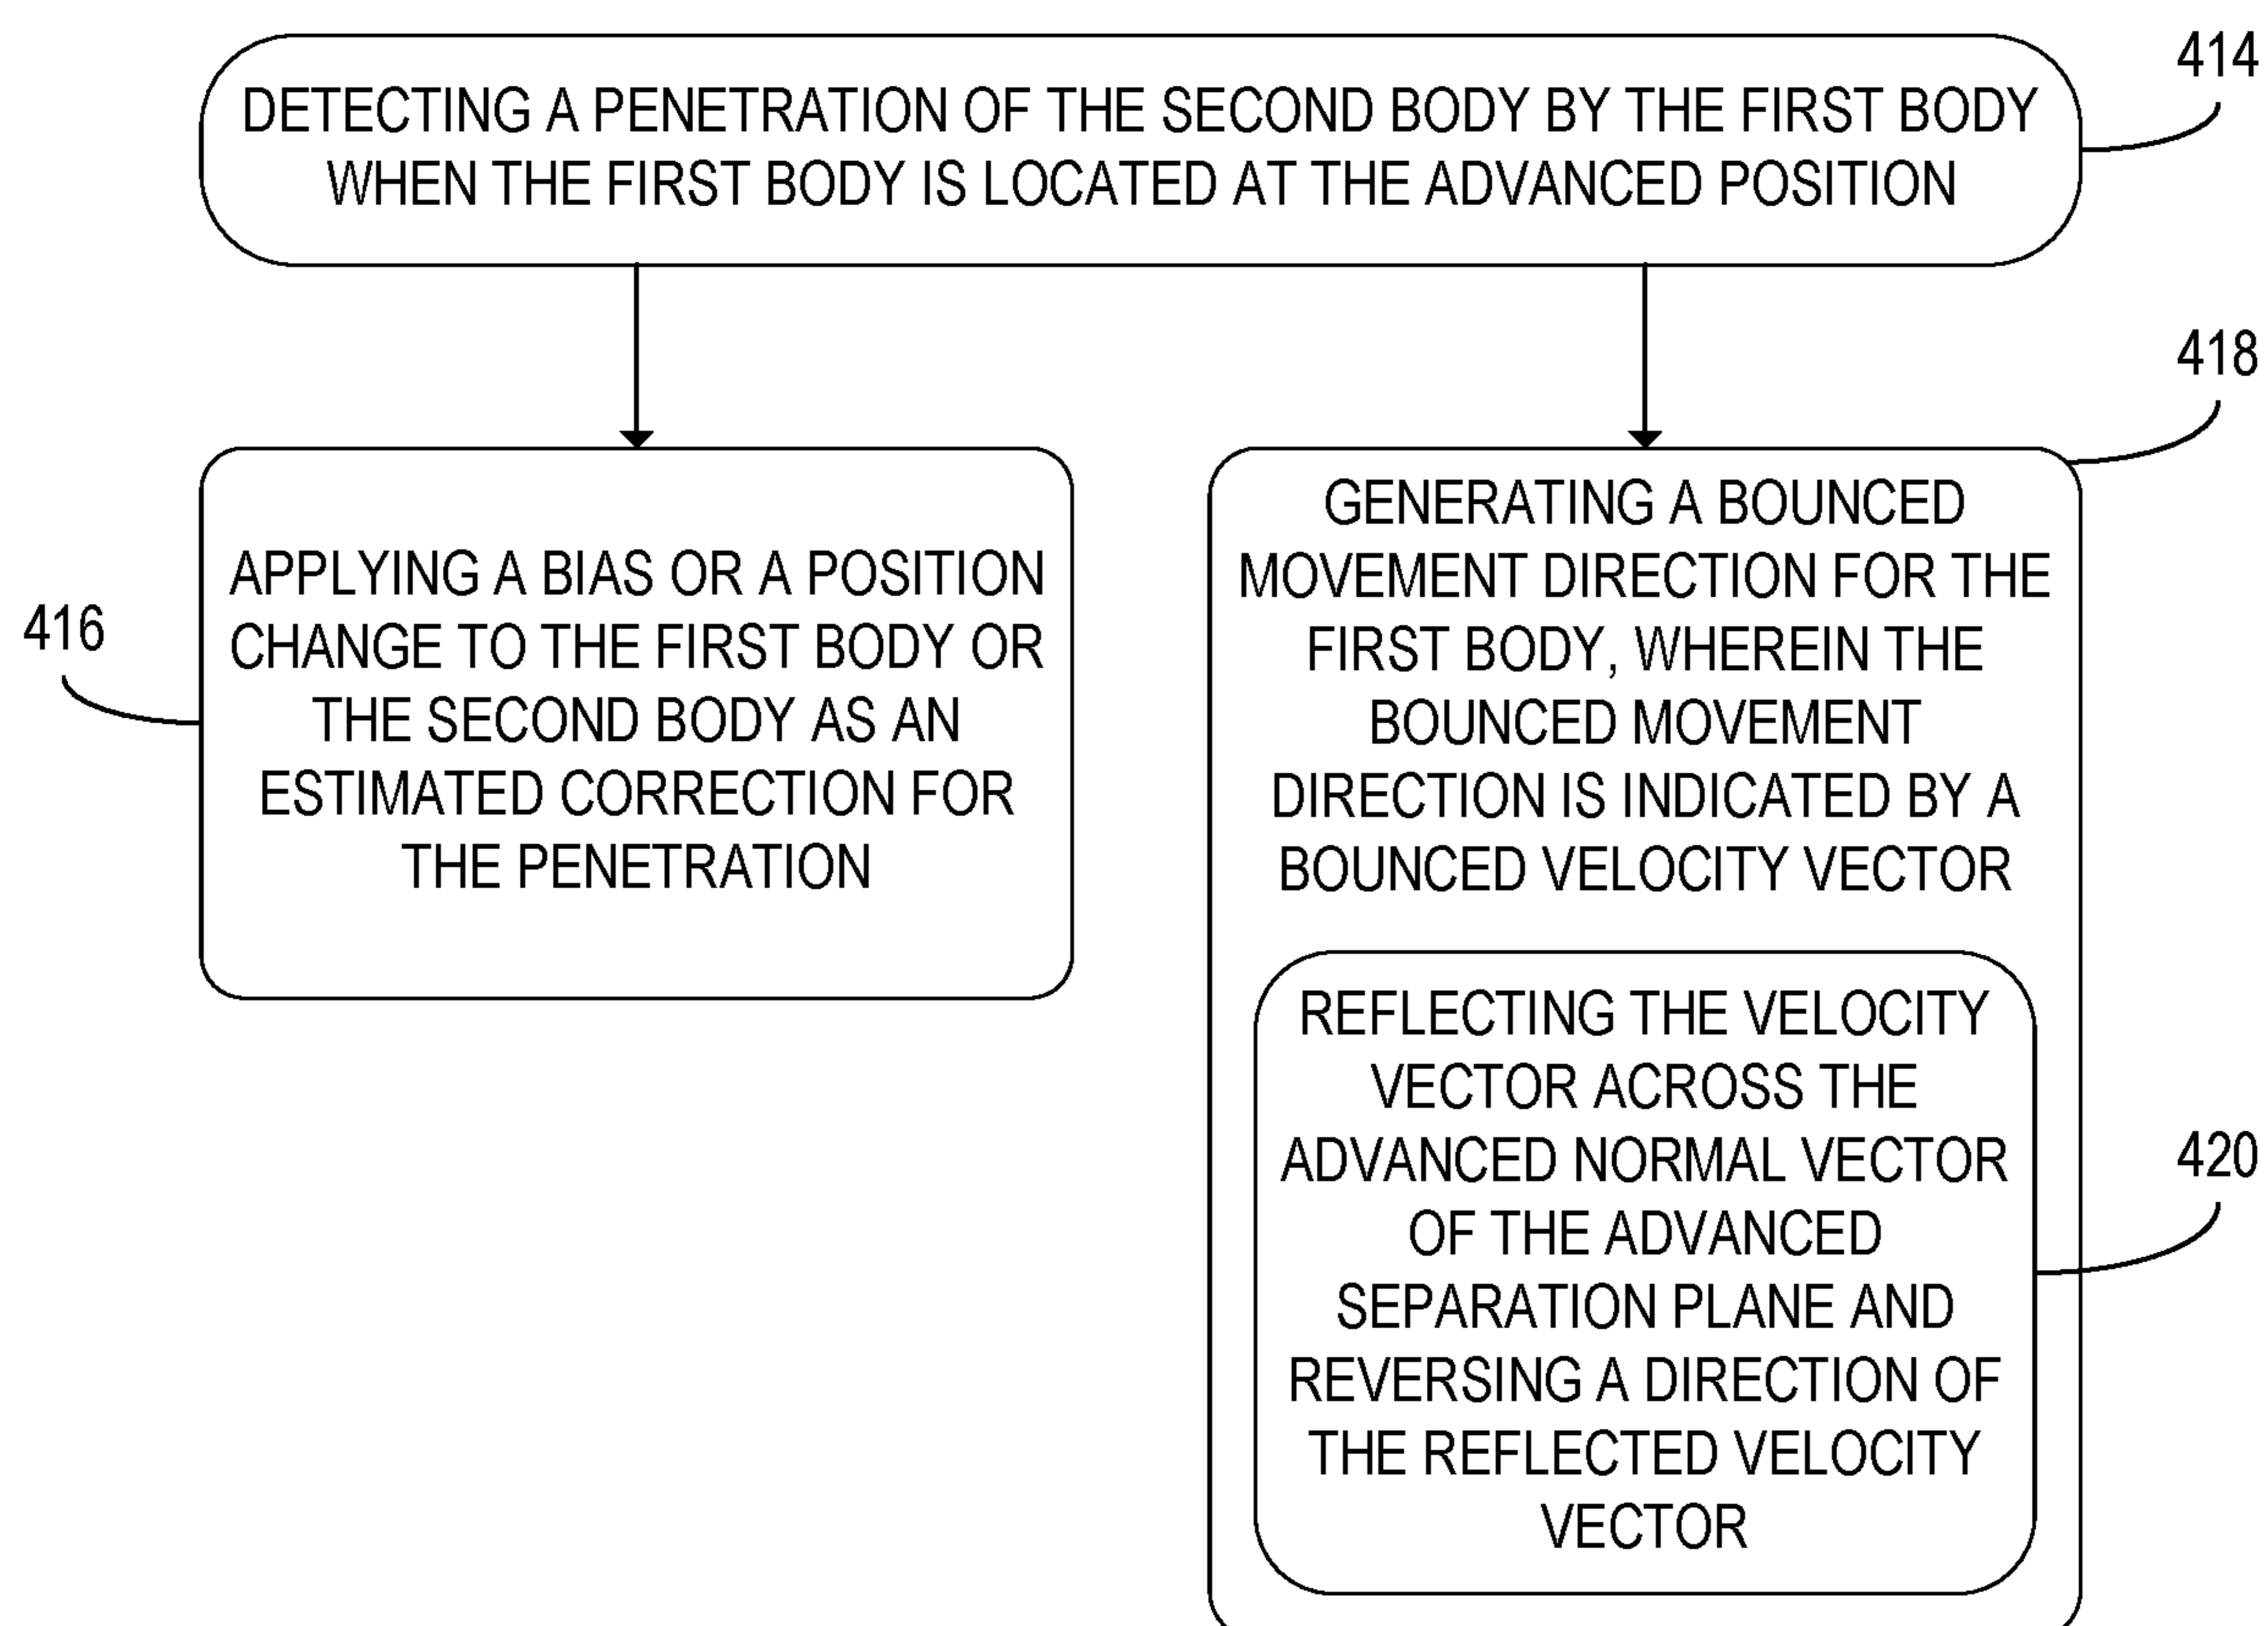 414
DETECTING A PENETRATION OF THE SECOND BODY BY THE FIRST BODY
WHEN THE FIRST BODY IS LOCATED AT THE ADVANCED POSITION
416
APPLYING A BIAS OR A POSITION
CHANGE TO THE FIRST BODY OR
THE SECOND BODY AS AN
ESTIMATED CORRECTION FOR
THE PENETRATION
418
GENERATING A BOUNCED
MOVEMENT DIRECTION FOR THE
FIRST BODY, WHEREIN THE
BOUNCED MOVEMENT
DIRECTION IS INDICATED BY A
BOUNCED VELOCITY VECTOR
420
REFLECTING THE VELOCITY
VECTOR ACROSS THE
ADVANCED NORMAL VECTOR
OF THE ADVANCED
SEPARATION PLANE AND
REVERSING A DIRECTION OF
THE REFLECTED VELOCITY
VECTOR